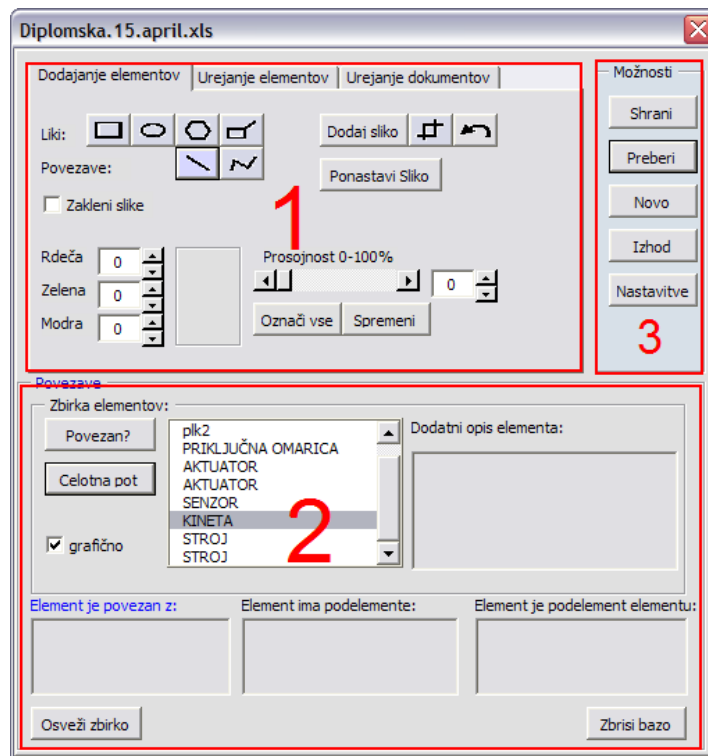 Diplomska.15.april.xls
Dodajanje elementov Urejanje elementov Urejanje dokumentov
Liki: Dodaj sliko
Povezave: Ponastavi Sliko
Zakleni slike
1
Rdeča 0 Prosojnost 0-100%
Zelena 0 0
Modra 0 Označi vse Spremeni
Možnosti
Shrani
Preberi
Novo
Izhod
Nastavitve
3
Povezave
Zbirka elementov:
Povezan?
Celotna pot
grafično
plk2
PRIKLJUČNA OMARICA
AKTUATOR
AKTUATOR
SENZOR
KINETA
STROJ
STROJ
2
Dodatni opis elementa:
Element je povezan z: Element ima podelemente: Element je podelement elementu:
Osveži zbirko Zbrisi bazo